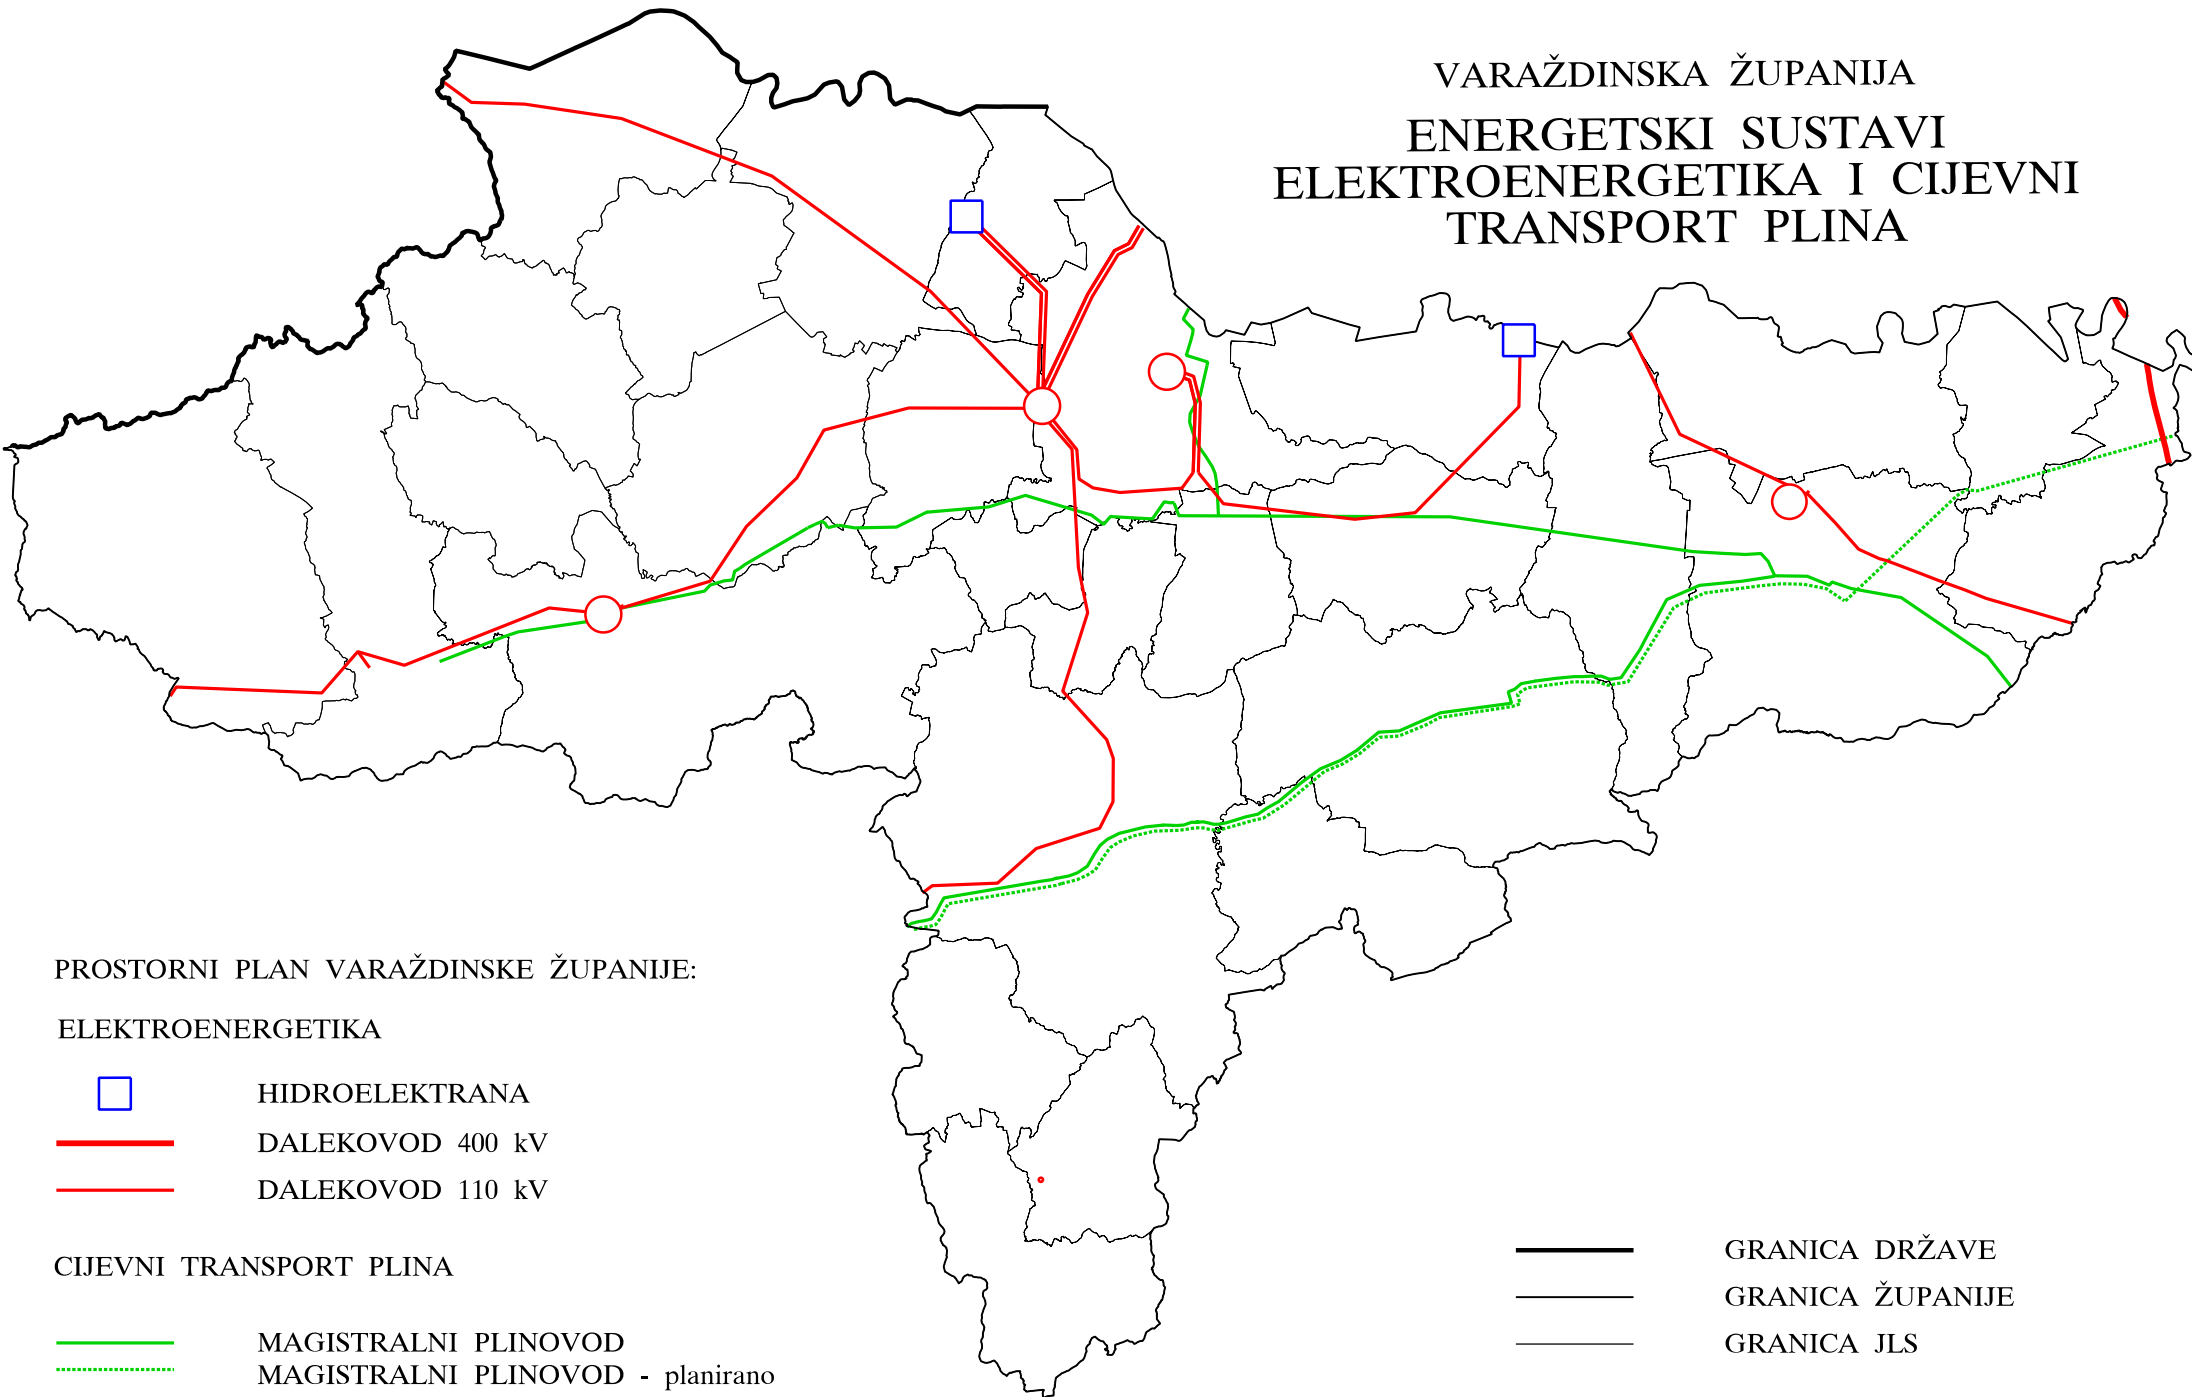 VARAŽDINSKA ŽUPANIJA
ENERGETSKI SUSTAVI
ELEKTROENERGETIKA I CIJEVNI
TRANSPORT PLINA
PROSTORNI PLAN VARAŽDINSKE ŽUPANIJE:
ELEKTROENERGETIKA
HIDROELEKTRANA
DALEKOVOD 400 kV
DALEKOVOD 110 kV
CIJEVNI TRANSPORT PLINA
MAGISTRALNI PLINOVOD
MAGISTRALNI PLINOVOD - planirano
GRANICA DRŽAVE
GRANICA ŽUPANIJE
GRANICA JLS